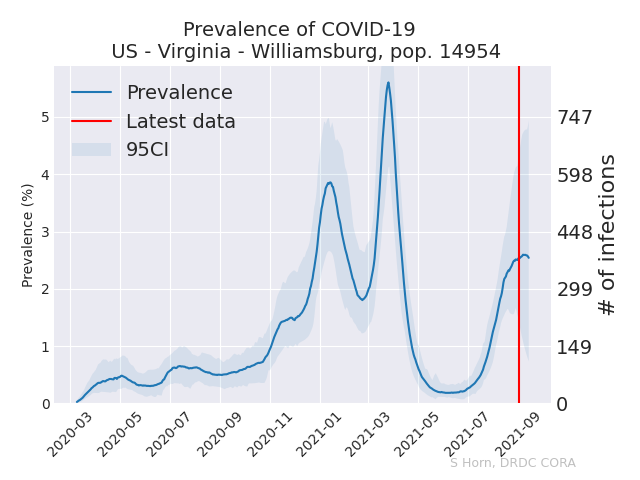 Prevalence of COVID-19
US - Virginia - Williamsburg, pop. 14954
Prevalence
Latest data
95CI
Prevalence (%)
5
4
3
2
1
0
747
598
448
299
149
0
# of infections
2020-03
2020-05
2020-07
2020-09
2020-11
2021-01
2021-03
2021-05
2021-07
2021-09
S Horn, DRDC CORA